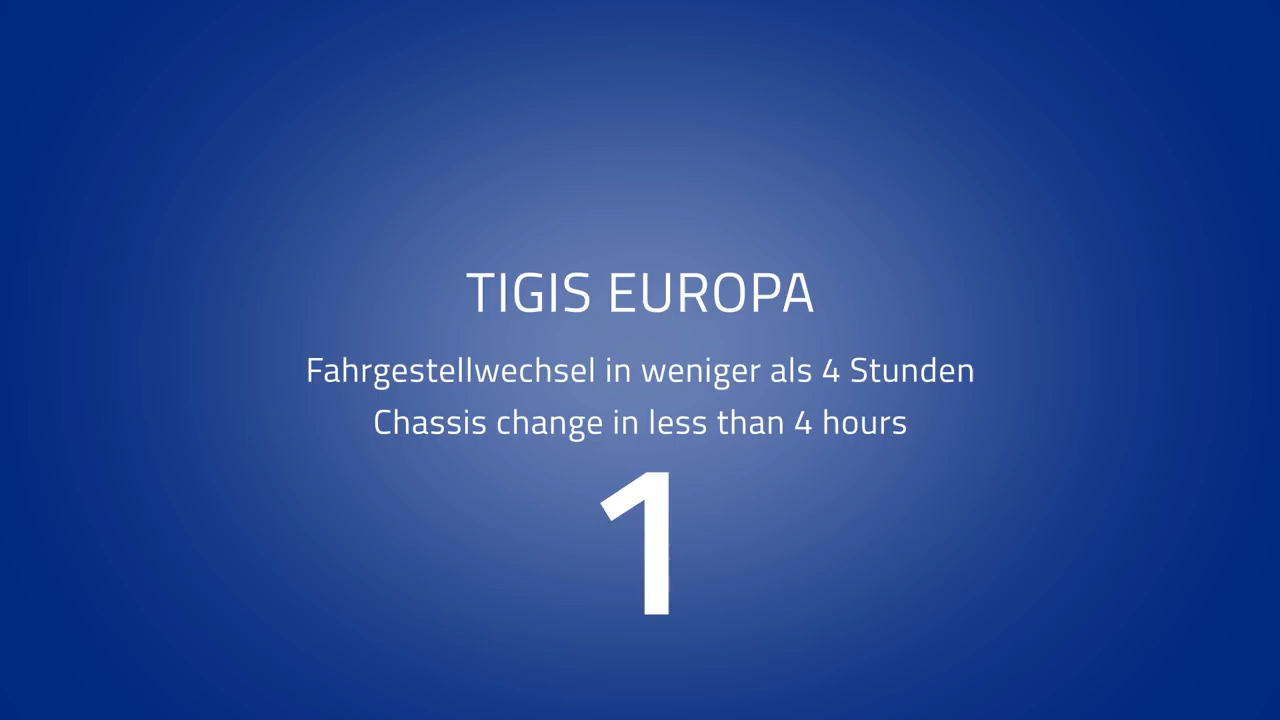 TIGIS EUROPA
Fahrgestellwechsel in weniger als 4 Stunden
Chassis change in less than 4 hours
1